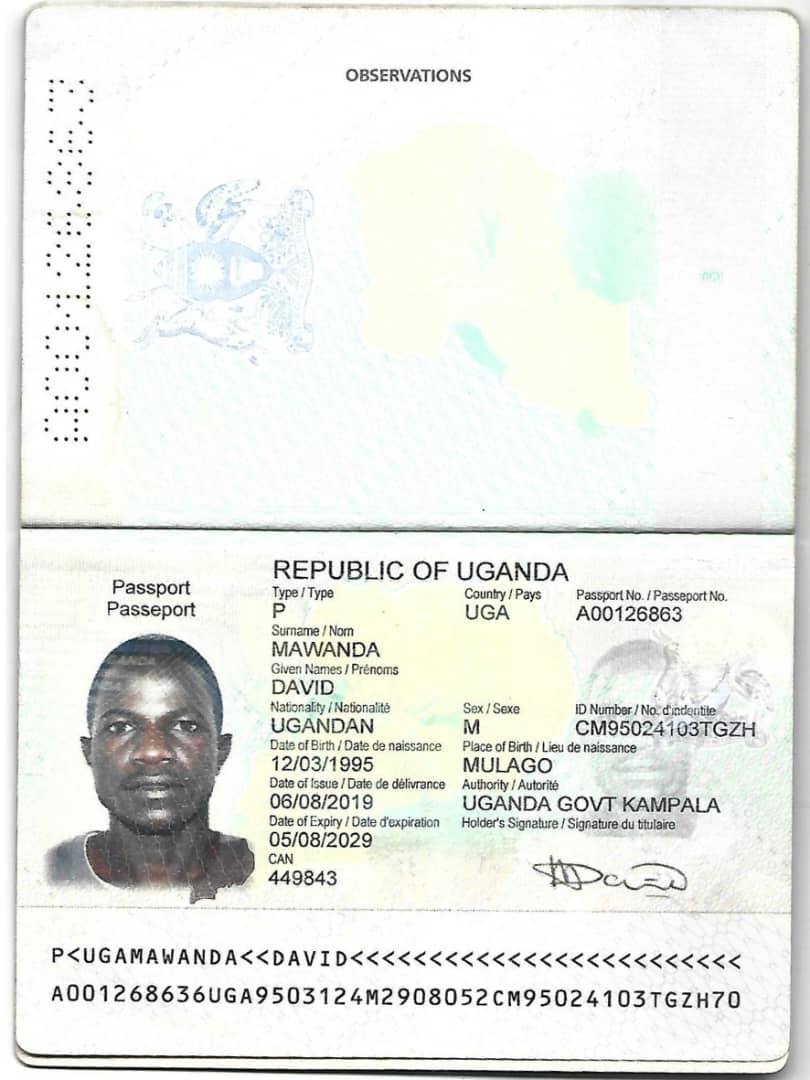 OBSERVATIONS
A00126863
REPUBLIC OF UGANDA
Passport
Passeport
Type / Type
P
Country / Pays
UGA
Passport No. / Passeport No.
A00126863
Surname / Nom
MAWANDA
Given Names / Prénoms
DAVID
Nationality / Nationalité
UGANDAN
Sex / Sexe
M
ID Number / No. d'indentite
CM95024103TGZH
Date of Birth / Date de naissance
12/03/1995
Place of Birth / Lieu de naissance
MULAGO
Date of Issue / Date de délivrance
06/08/2019
Authority / Autorité
UGANDA GOVT KAMPALA
Date of Expiry / Date d'expiration
05/08/2029
Holder's Signature / Signature du titulaire
CAN
449843
P<UGAMAWANDA<<DAVID<<<<<<<<<<<<<<<<<<<<<<<<<
A001268636UGA9503124M2908052CM95024103TGZH70